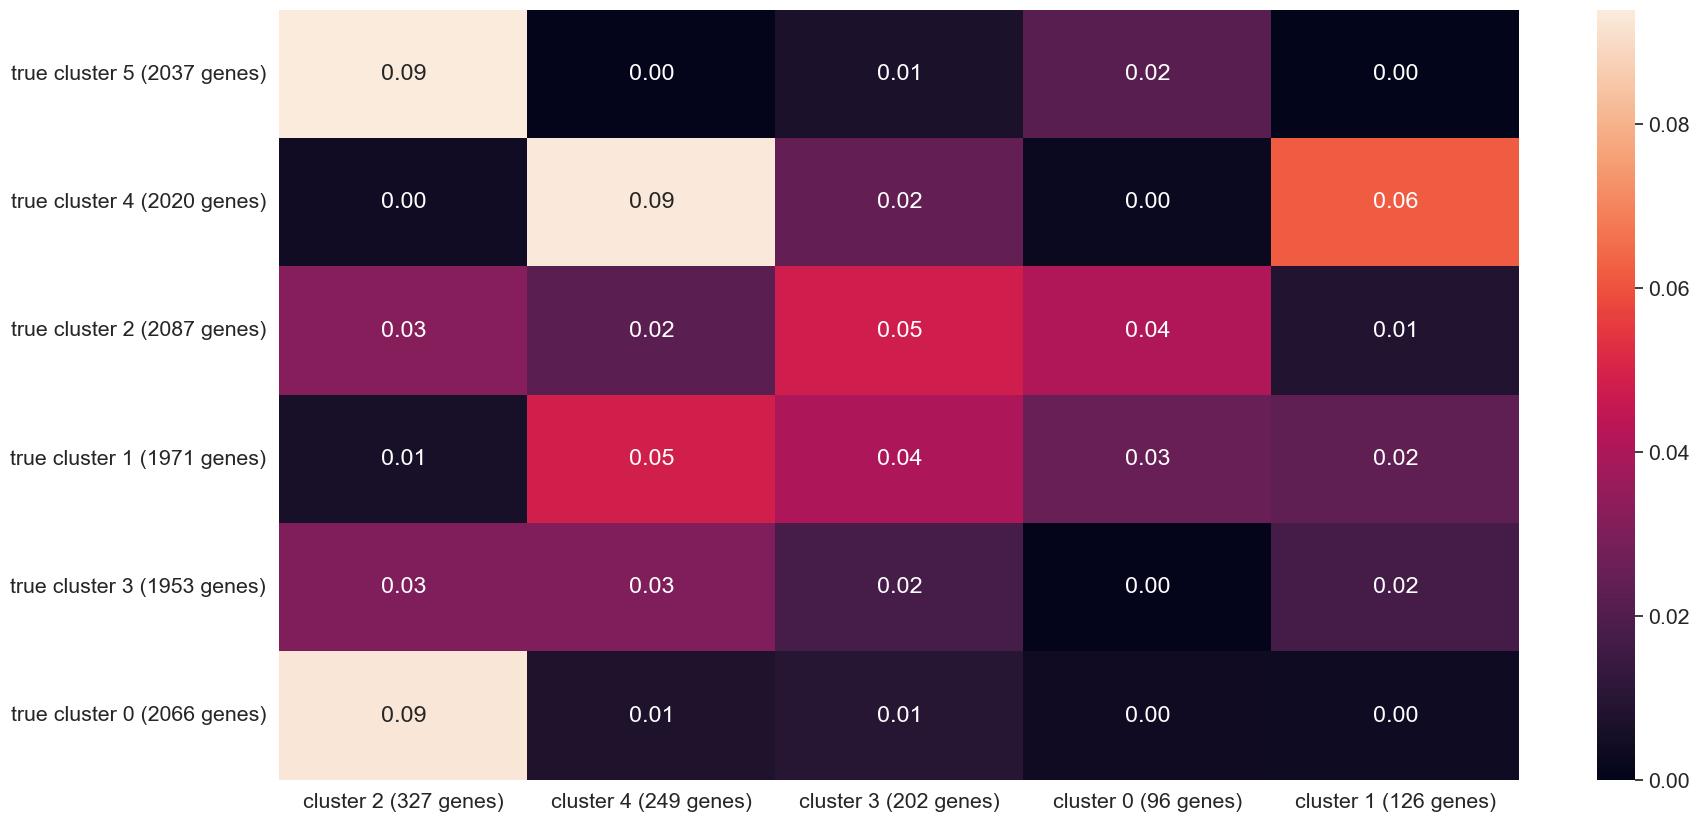 true cluster 5 (2037 genes) 0.09 0.00 0.01 0.02 0.00
true cluster 4 (2020 genes) 0.00 0.09 0.02 0.00 0.06
true cluster 2 (2087 genes) 0.03 0.02 0.05 0.04 0.01
true cluster 1 (1971 genes) 0.01 0.05 0.04 0.03 0.02
true cluster 3 (1953 genes) 0.03 0.03 0.02 0.00 0.02
true cluster 0 (2066 genes) 0.09 0.01 0.01 0.00 0.00
cluster 2 (327 genes) cluster 4 (249 genes) cluster 3 (202 genes) cluster 0 (96 genes) cluster 1 (126 genes)
0.08
0.06
0.04
0.02
0.00